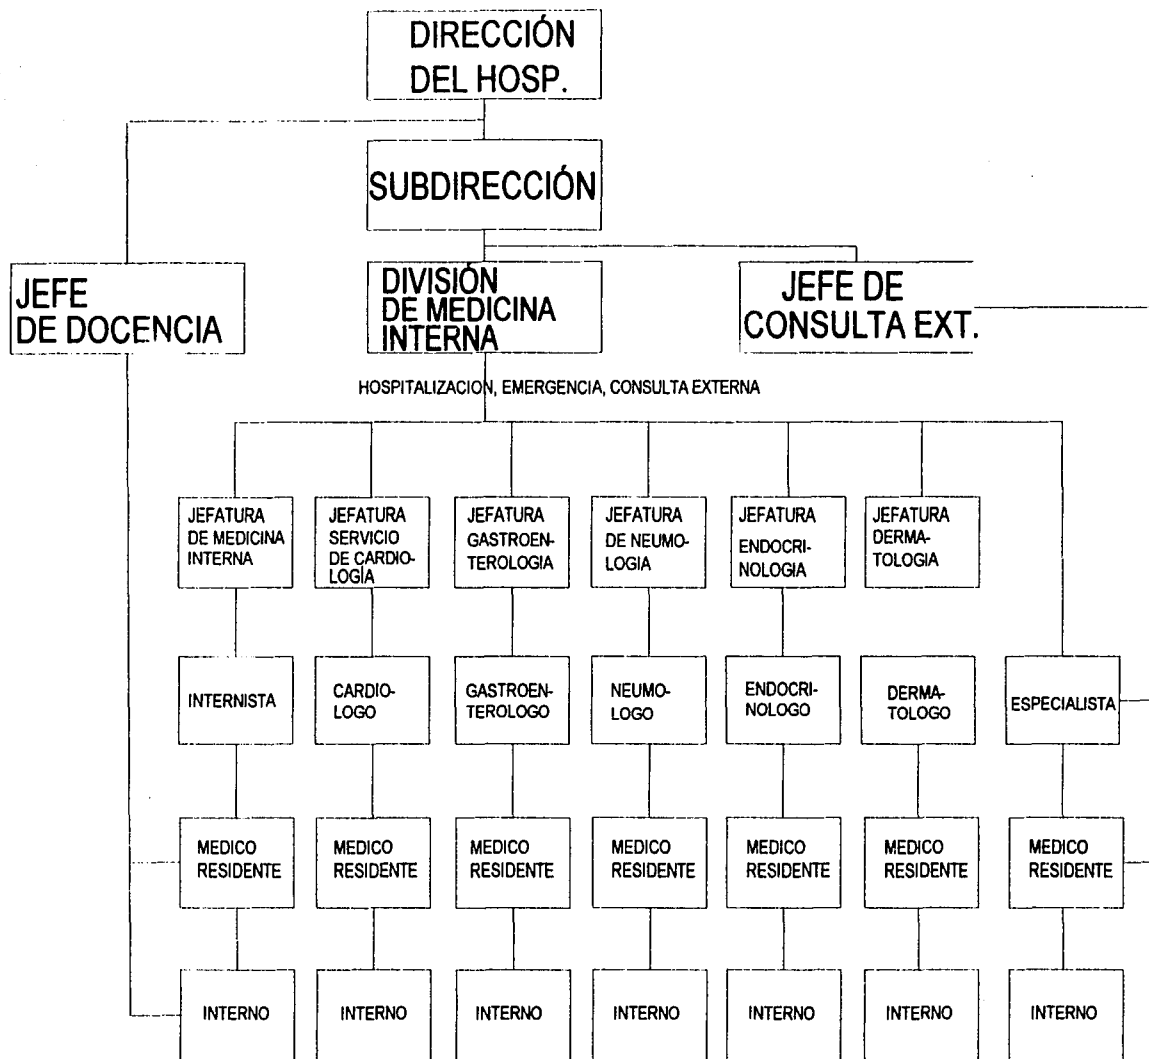 DIRECCIÓN
DEL HOSP.
SUBDIRECCIÓN
JEFE
DE DOCENCIA
DIVISIÓN
DE MEDICINA
INTERNA
JEFE DE
CONSULTA EXT.
HOSPITALIZACION, EMERGENCIA, CONSULTA EXTERNA
JEFATURA
DE MEDICINA
INTERNA
JEFATURA
SERVICIO
DE CARDIO-
LOGÍA
JEFATURA
GASTROEN-
TEROLOGIA
JEFATURA
DE NEUMO-
LOGIA
JEFATURA
ENDOCRI-
NOLOGIA
JEFATURA
DERMA-
TOLOGIA
INTERNISTA
CARDIO-
LOGO
GASTROEN-
TEROLOGO
NEUMO-
LOGO
ENDOCRI-
NOLOGO
DERMA-
TOLOGO
ESPECIALISTA
MEDICO
RESIDENTE
MEDICO
RESIDENTE
MEDICO
RESIDENTE
MEDICO
RESIDENTE
MEDICO
RESIDENTE
MEDICO
RESIDENTE
MEDICO
RESIDENTE
INTERNO
INTERNO
INTERNO
INTERNO
INTERNO
INTERNO
INTERNO